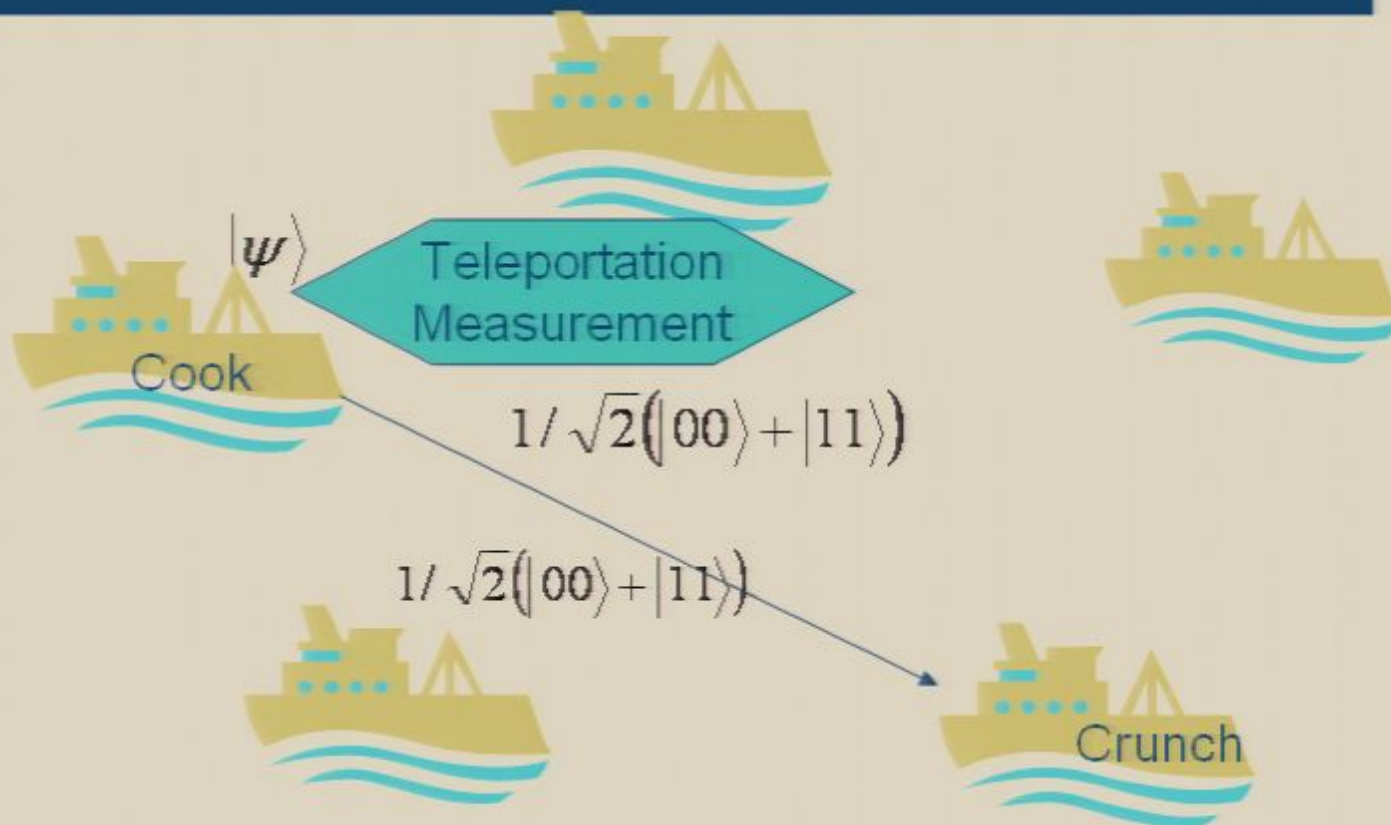 |ψ⟩
Teleportation
Measurement
Cook
1/√2(|00⟩+|11⟩)
1/√2(|00⟩+|11⟩)
Crunch